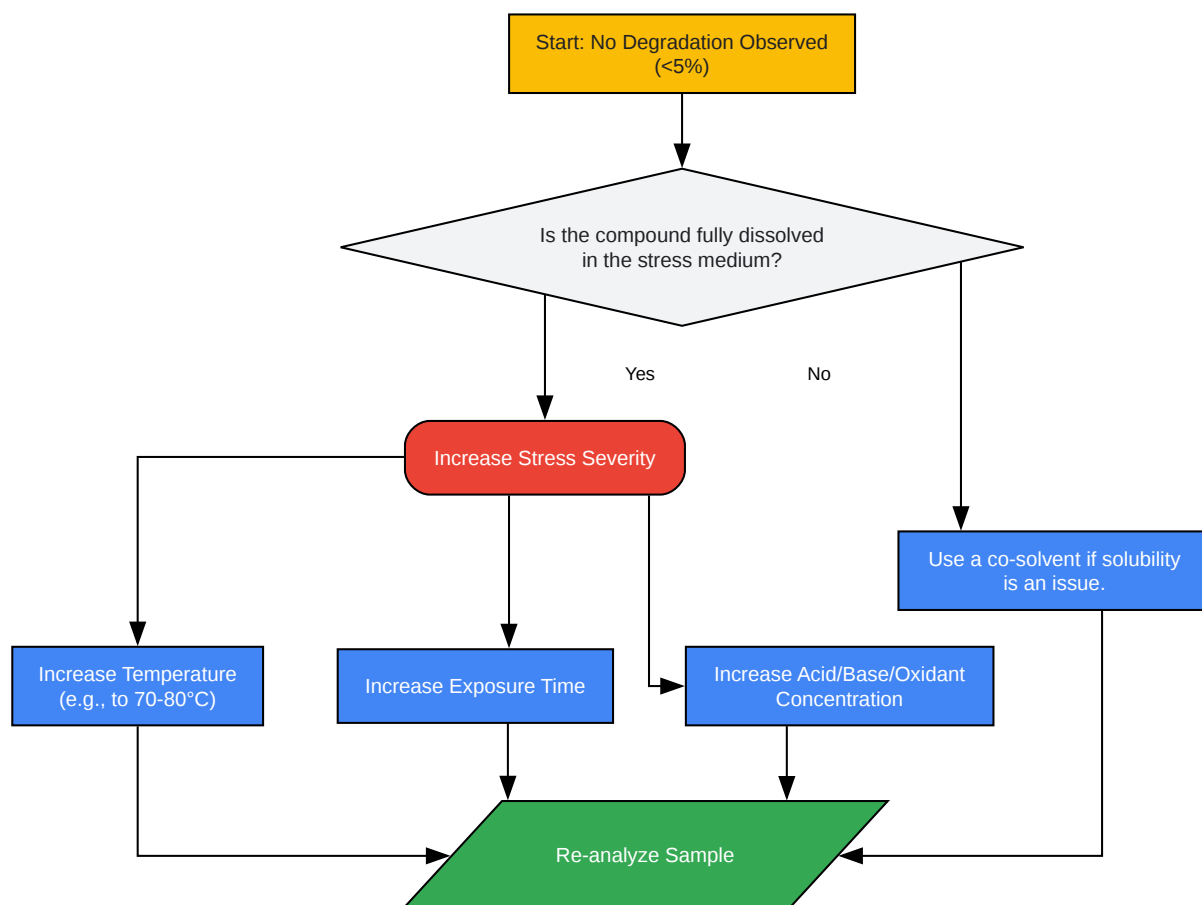 Start: No Degradation Observed
(<5%)
Is the compound fully dissolved
in the stress medium?
Yes
No
Increase Stress Severity
Use a co-solvent if solubility
is an issue.
Increase Temperature
(e.g., to 70-80°C)
Increase Exposure Time
Increase Acid/Base/Oxidant
Concentration
Re-analyze Sample